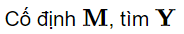 Cố định M, tìm Y